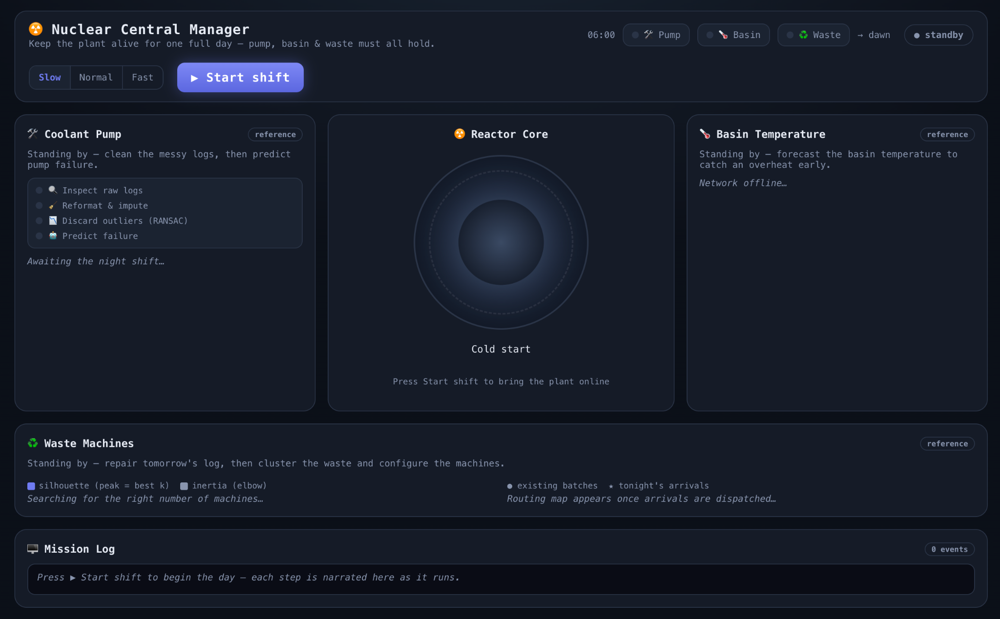 Nuclear Central Manager
Keep the plant alive for one full day — pump, basin & waste must all hold.
06:00 Pump Basin Waste → dawn ● standby
Slow Normal Fast ▶ Start shift
Coolant Pump reference
Standing by — clean the messy logs, then predict
pump failure.
Inspect raw logs
Reformat & impute
Discard outliers (RANSAC)
Predict failure
Awaiting the night shift…
Reactor Core
Cold start
Press Start shift to bring the plant online
Basin Temperature reference
Standing by — forecast the basin temperature to
catch an overheat early.
Network offline…
Waste Machines reference
Standing by — repair tomorrow's log, then cluster the waste and configure the machines.
silhouette (peak = best k) inertia (elbow)
Searching for the right number of machines…
● existing batches ★ tonight's arrivals
Routing map appears once arrivals are dispatched…
Mission Log 0 events
Press ▶ Start shift to begin the day — each step is narrated here as it runs.